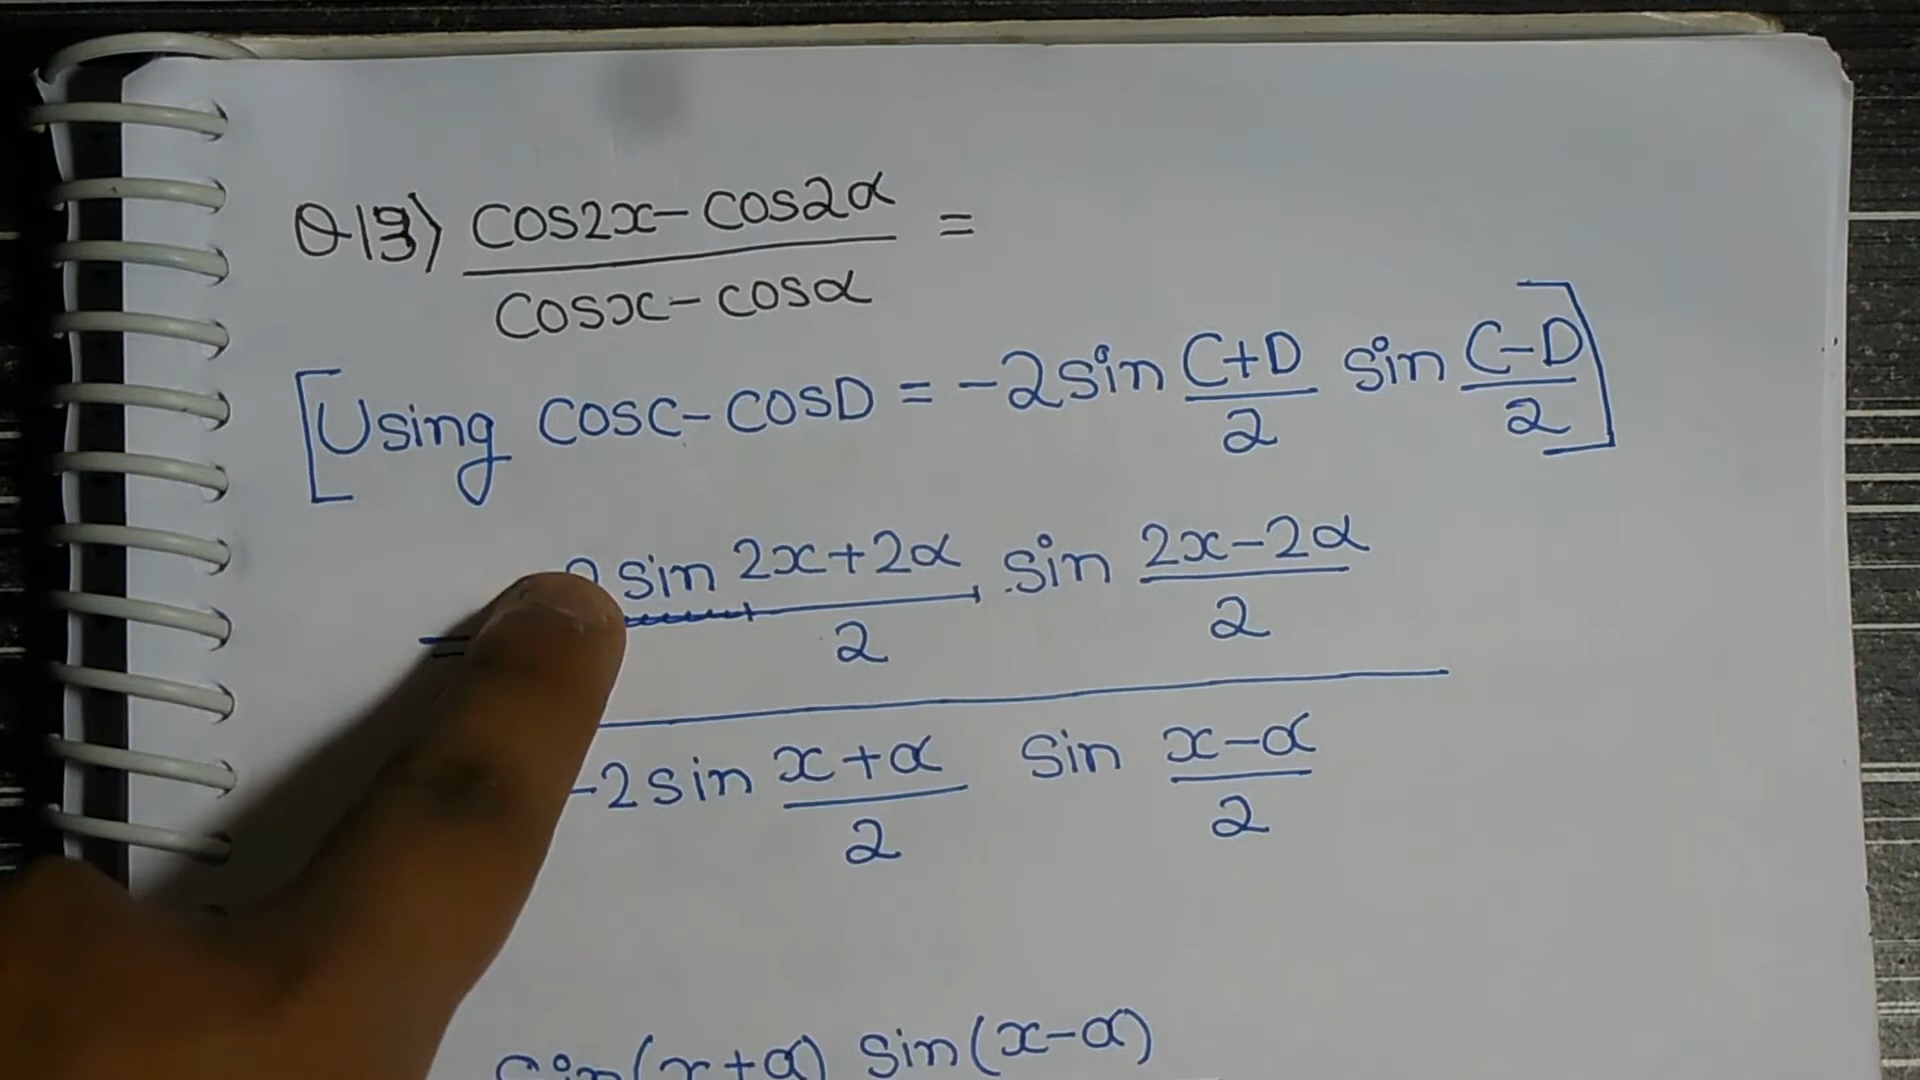 Q13) cos2x - cos2α =
cosx - cosα
[Using cosC - cosD = -2sin C+D/2 sin C-D/2]
= sin 2x+2α/2 . sin 2x-2α/2
-2sin x+α/2 sin x-α/2
sin(x+α) sin(x-α)